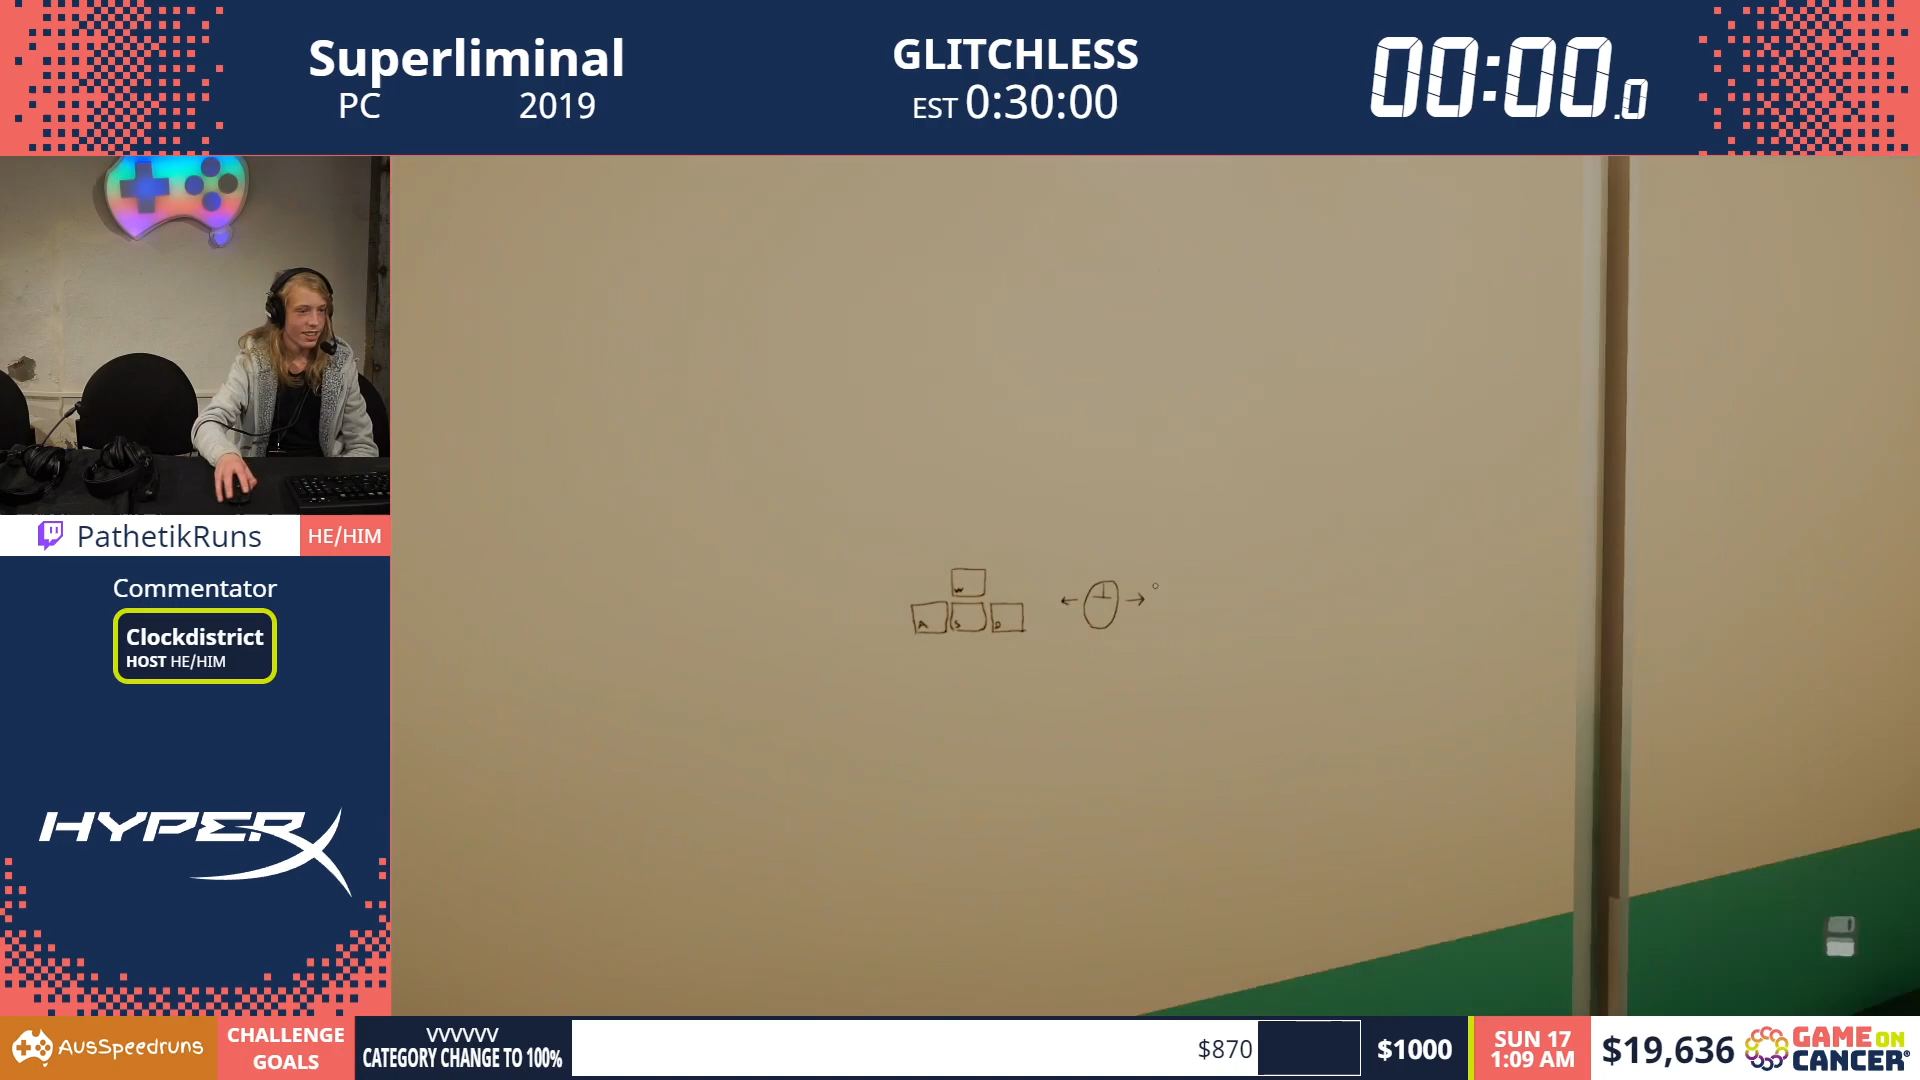 Superliminal
PC 2019
GLITCHLESS
EST 0:30:00
00:00.0
PathetikRuns
HE/HIM
Commentator
Clockdistrict
HOST HE/HIM
HYPERX
W
A S D
AusSpeedruns
CHALLENGE
GOALS
VVVVVV
CATEGORY CHANGE TO 100%
$870
$1000
SUN 17
1:09 AM
$19,636
GAME ON
CANCER